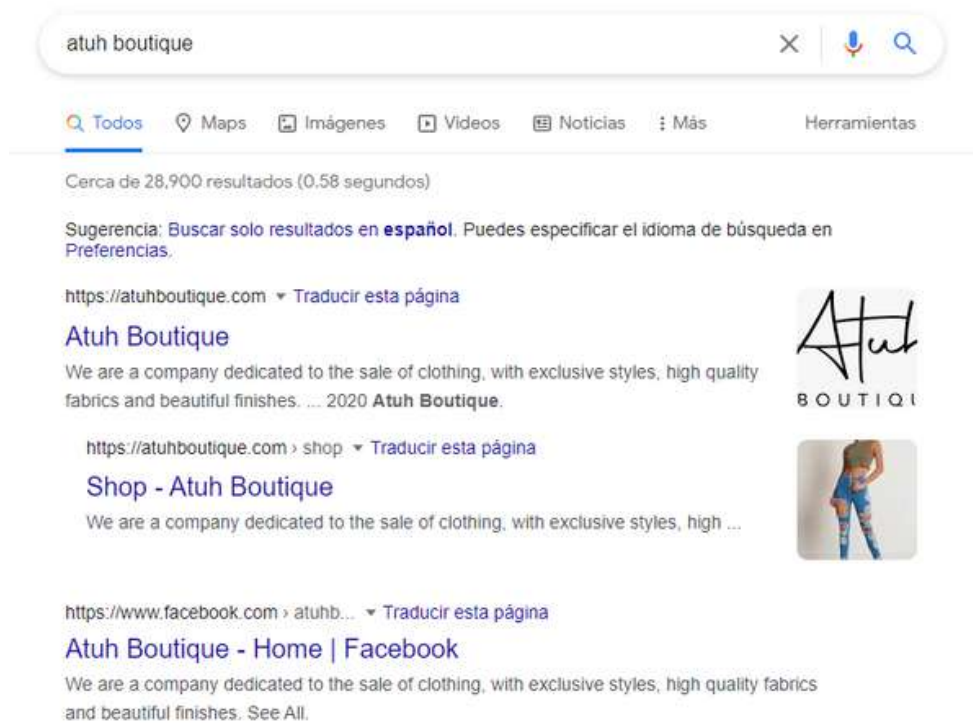 atuh boutique
Todos Maps Imágenes Videos Noticias Más Herramientas
Cerca de 28,900 resultados (0.58 segundos)
Sugerencia: Buscar solo resultados en español. Puedes especificar el idioma de búsqueda en
Preferencias.
https://atuhboutique.com Traducir esta página
Atuh Boutique
We are a company dedicated to the sale of clothing, with exclusive styles, high quality
fabrics and beautiful finishes. ... 2020 Atuh Boutique.
Atuh
BOUTIQU
https://atuhboutique.com › shop Traducir esta página
Shop - Atuh Boutique
We are a company dedicated to the sale of clothing, with exclusive styles, high ...
https://www.facebook.com › atuhb... Traducir esta página
Atuh Boutique - Home | Facebook
We are a company dedicated to the sale of clothing, with exclusive styles, high quality fabrics
and beautiful finishes. See All.